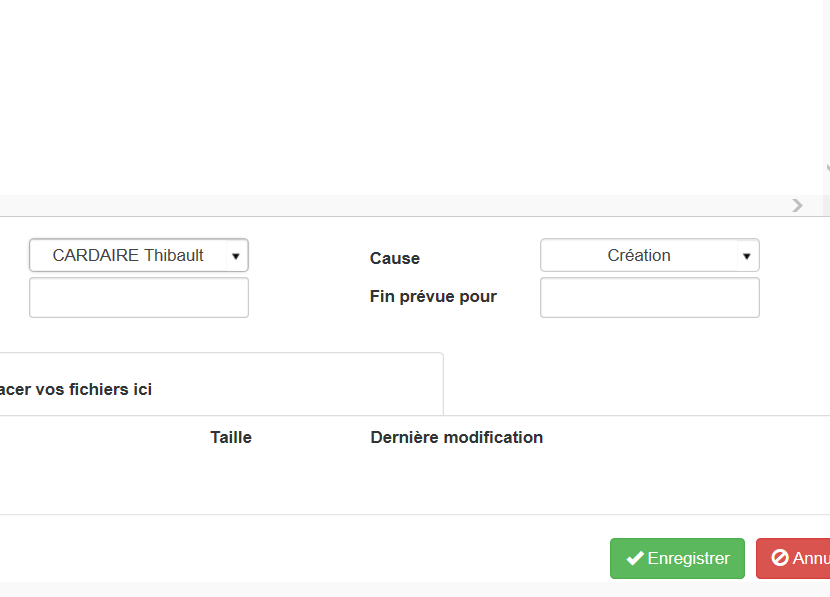 CARDAIRE Thibault
Cause
Création
Fin prévue pour
acer vos fichiers ici
Taille
Dernière modification
Enregistrer
Annu